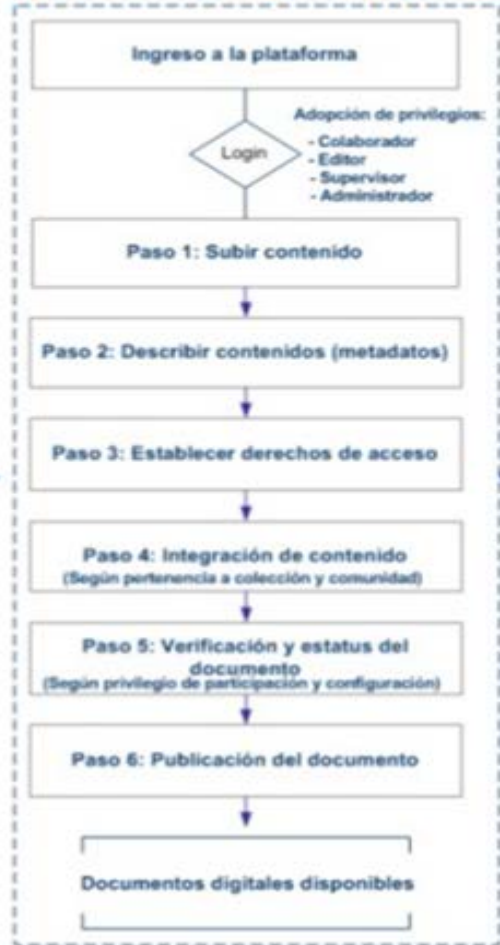 Ingreso a la plataforma
Adopción de privilegios:
- Colaborador
- Editor
- Supervisor
- Administrador
Login
Paso 1: Subir contenido
Paso 2: Describir contenidos (metadatos)
Paso 3: Establecer derechos de acceso
Paso 4: Integración de contenido
(Según pertenencia a colección y comunidad)
Paso 5: Verificación y estatus del
documento
(Según privilegio de participación y configuración)
Paso 6: Publicación del documento
Documentos digitales disponibles